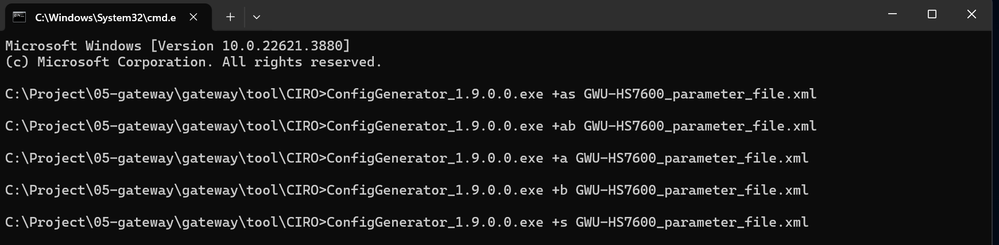 C:\Windows\System32\cmd.e
Microsoft Windows [Version 10.0.22621.3880]
(c) Microsoft Corporation. All rights reserved.
C:\Project\05-gateway\gateway\tool\CIRO>ConfigGenerator_1.9.0.0.exe +as GWU-HS7600_parameter_file.xml
C:\Project\05-gateway\gateway\tool\CIRO>ConfigGenerator_1.9.0.0.exe +ab GWU-HS7600_parameter_file.xml
C:\Project\05-gateway\gateway\tool\CIRO>ConfigGenerator_1.9.0.0.exe +a GWU-HS7600_parameter_file.xml
C:\Project\05-gateway\gateway\tool\CIRO>ConfigGenerator_1.9.0.0.exe +b GWU-HS7600_parameter_file.xml
C:\Project\05-gateway\gateway\tool\CIRO>ConfigGenerator_1.9.0.0.exe +s GWU-HS7600_parameter_file.xml